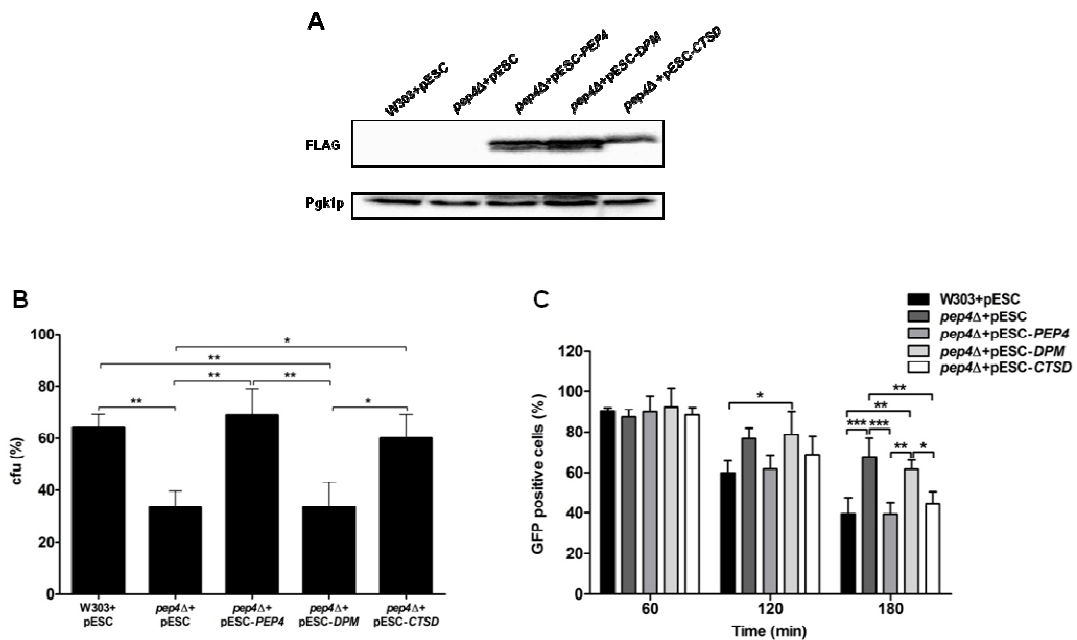 A
W303+pESC
pep4Δ+pESC
pep4Δ+pESC-PEP4
pep4Δ+pESC-DPM
pep4Δ+pESC-CTSD
FLAG
Pgk1p
B
cfu (%)
100
80
60
40
20
0
*
**
** **
** *
W303+ pep4Δ+ pep4Δ+ pep4Δ+ pep4Δ+
pESC pESC pESC-PEP4 pESC-DPM pESC-CTSD
C
W303+pESC
pep4Δ+pESC
pep4Δ+pESC-PEP4
pep4Δ+pESC-DPM
pep4Δ+pESC-CTSD
GFP positive cells (%)
120
100
80
60
40
20
0
*
**
**
*** ***
** *
60 120 180
Time (min)